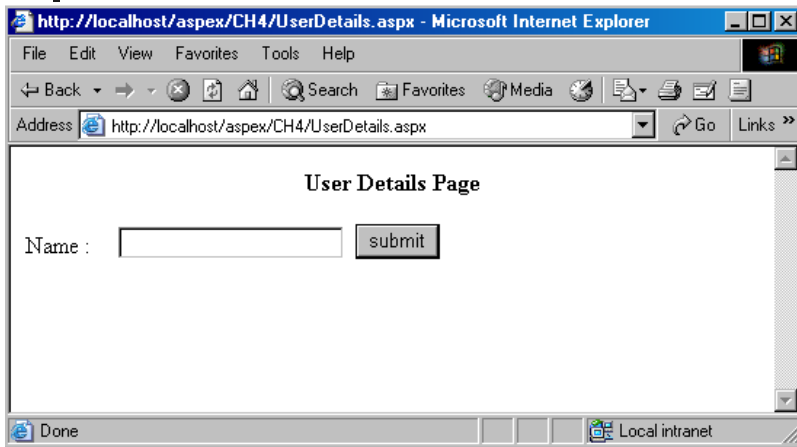 http://localhost/aspex/CH4/UserDetails.aspx - Microsoft Internet Explorer
File Edit View Favorites Tools Help
Back Search Favorites Media
Address http://localhost/aspex/CH4/UserDetails.aspx Go Links »
User Details Page
Name : submit
Done Local intranet